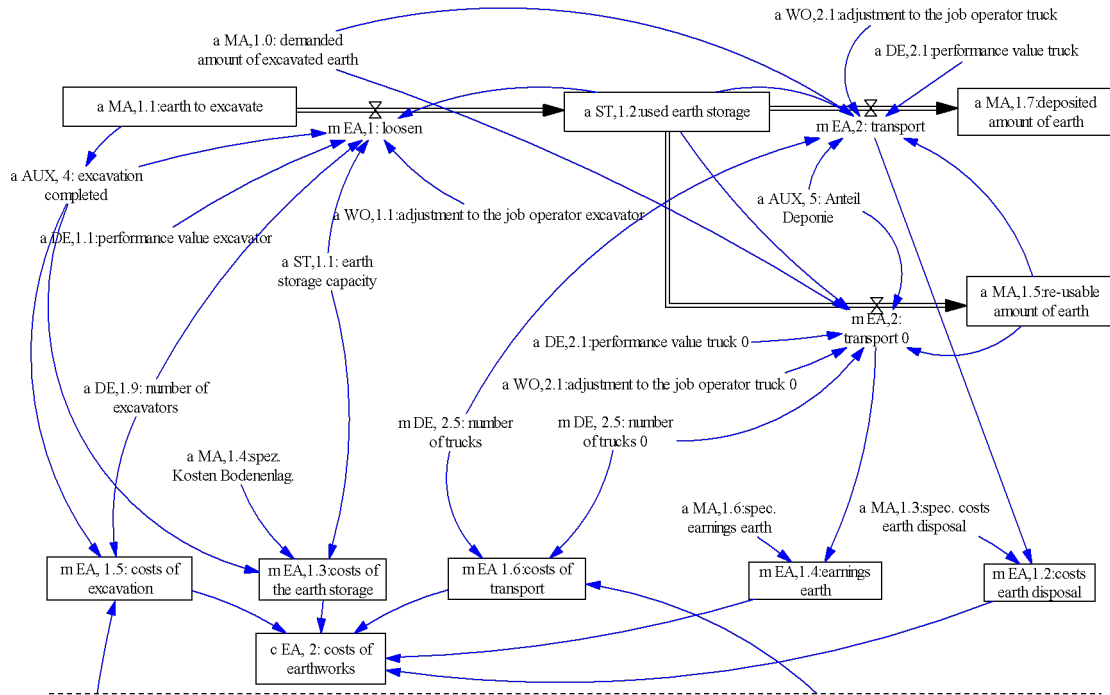 a WO,2.1:adjustment to the job operator truck
a MA,1.0: demanded
amount of excavated earth
a DE,2.1:performance value truck
a MA,1.1:earth to excavate
a ST,1.2:used earth storage
a MA,1.7:deposited
amount of earth
m EA,1: loosen
m EA,2: transport
a AUX, 4: excavation
completed
a AUX, 5: Anteil
Deponie
a WO,1.1:adjustment to the job operator excavator
a DE,1.1:performance value excavator
a ST,1.1: earth
storage capacity
a MA,1.5:re-usable
amount of earth
m EA,2:
transport 0
a DE,2.1:performance value truck 0
a WO,2.1:adjustment to the job operator truck 0
a DE,1.9: number of
excavators
m DE, 2.5: number
of trucks
m DE, 2.5: number
of trucks 0
a MA,1.4:spez.
Kosten Bodenenlag.
a MA,1.6:spec.
earnings earth
a MA,1.3:spec. costs
earth disposal
m EA, 1.5: costs of
excavation
m EA,1.3:costs of
the earth storage
m EA 1.6:costs of
transport
m EA,1.4:earnings
earth
m EA,1.2:costs
earth disposal
c EA, 2: costs of
earthworks